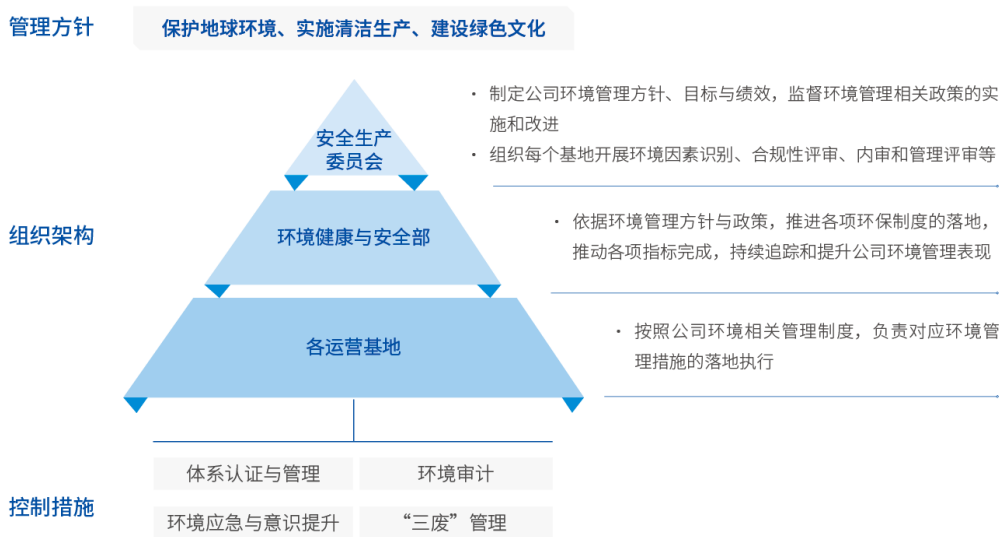 管理方针
保护地球环境、实施清洁生产、建设绿色文化
安全生产
委员会
• 制定公司环境管理方针、目标与绩效，监督环境管理相关政策的实
施和改进
• 组织每个基地开展环境因素识别、合规性评审、内审和管理评审等
组织架构
环境健康与安全部
• 依据环境管理方针与政策，推进各项环保制度的落地，
推动各项指标完成，持续追踪和提升公司环境管理表现
各运营基地
• 按照公司环境相关管理制度，负责对应环境管
理措施的落地执行
控制措施
体系认证与管理
环境审计
环境应急与意识提升
“三废”管理